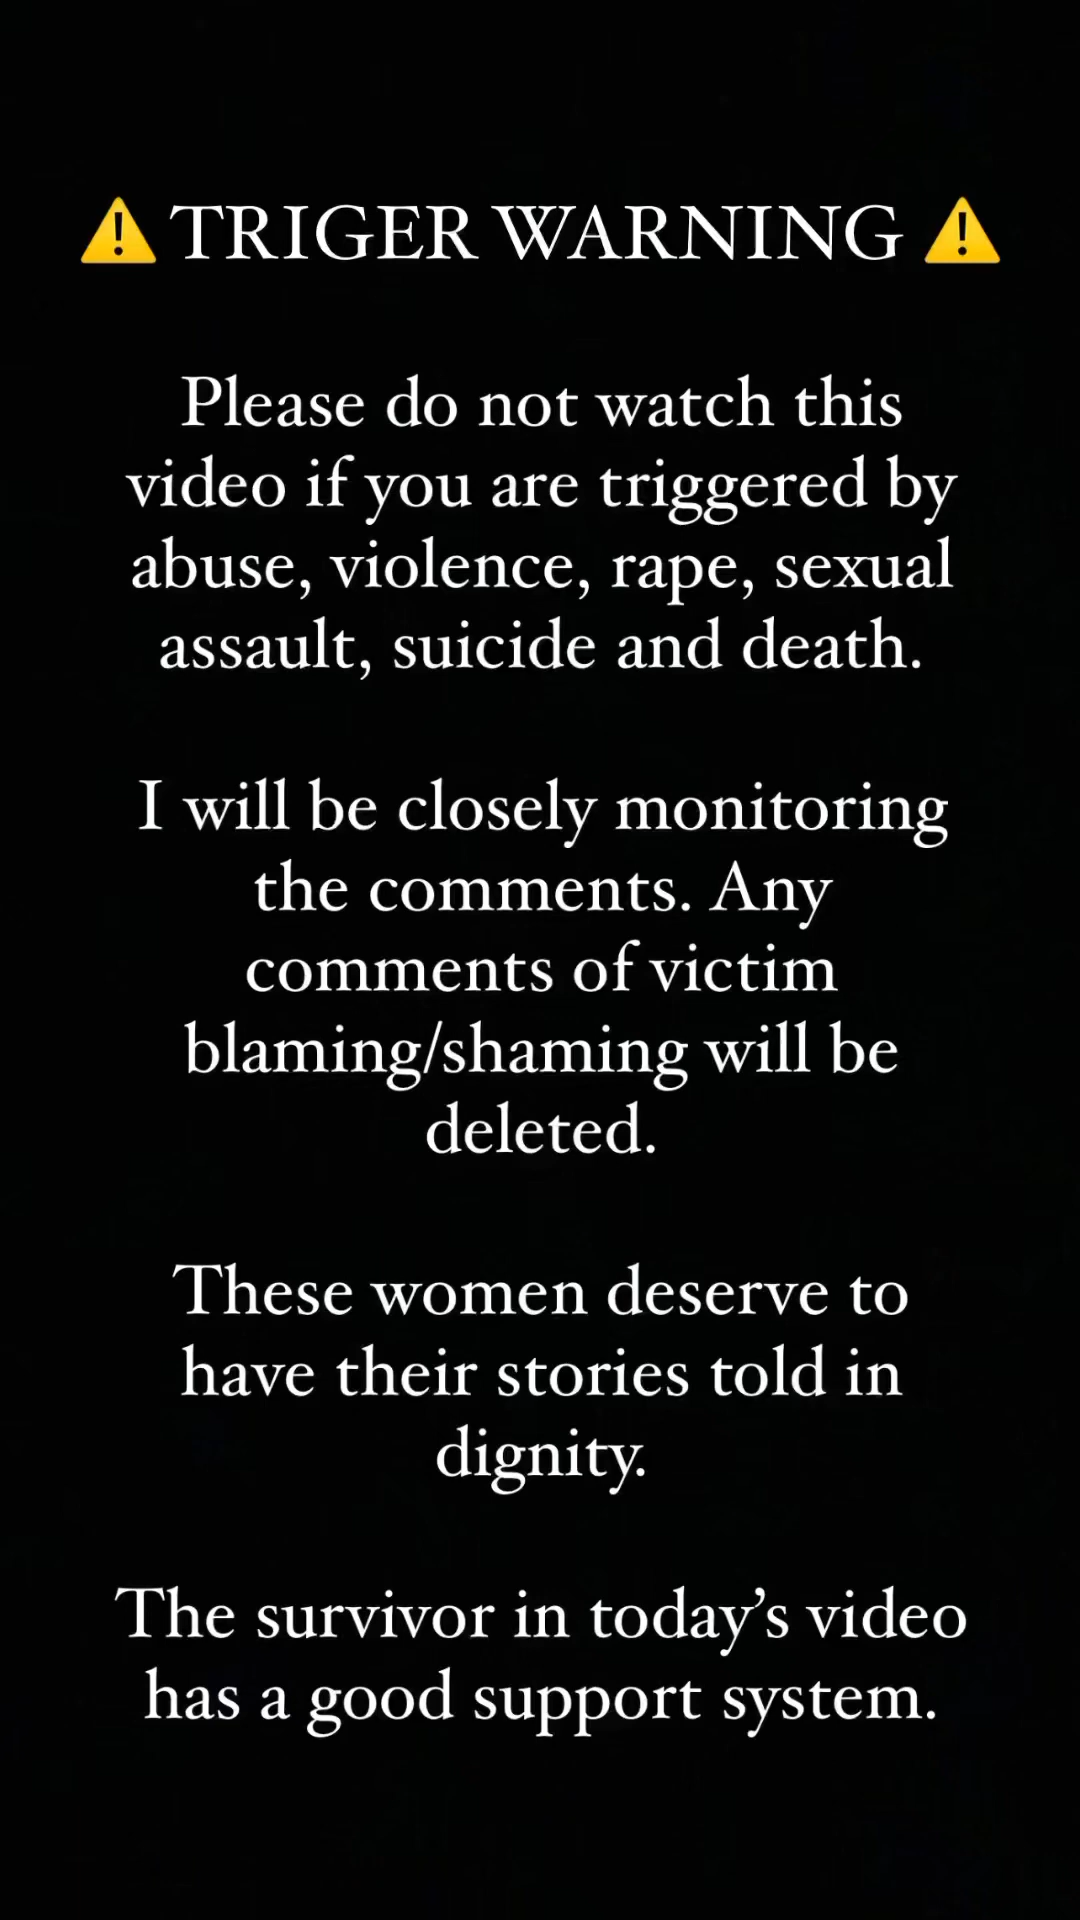 ⚠️ TRIGER WARNING ⚠️
Please do not watch this
video if you are triggered by
abuse, violence, rape, sexual
assault, suicide and death.
I will be closely monitoring
the comments. Any
comments of victim
blaming/shaming will be
deleted.
These women deserve to
have their stories told in
dignity.
The survivor in today’s video
has a good support system.